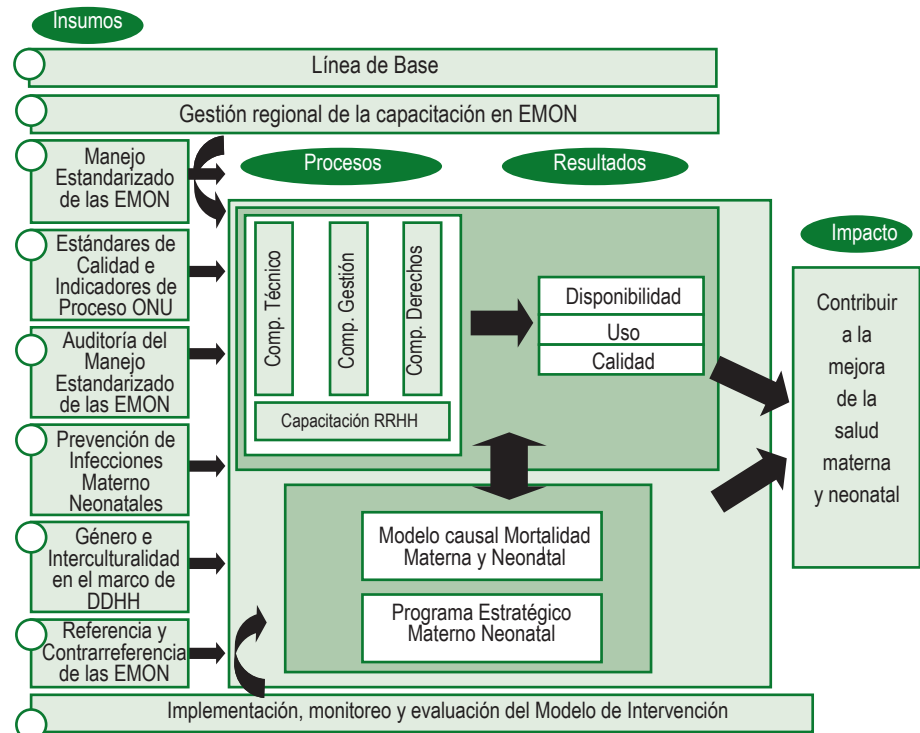 Insumos
Línea de Base
Gestión regional de la capacitación en EMON
Manejo
Estandarizado
de las EMON
Estándares de
Calidad e
Indicadores de
Proceso ONU
Auditoría del
Manejo
Estandarizado
de las EMON
Prevención de
Infecciones
Materno
Neonatales
Género e
Interculturalidad
en el marco de
DDHH
Referencia y
Contrarreferencia
de las EMON
Procesos
Resultados
Comp. Técnico
Comp. Gestión
Comp. Derechos
Capacitación RRHH
Disponibilidad
Uso
Calidad
Modelo causal Mortalidad
Materna y Neonatal
Programa Estratégico
Materno Neonatal
Impacto
Contribuir
a la
mejora
de la
salud
materna
y neonatal
Implementación, monitoreo y evaluación del Modelo de Intervención